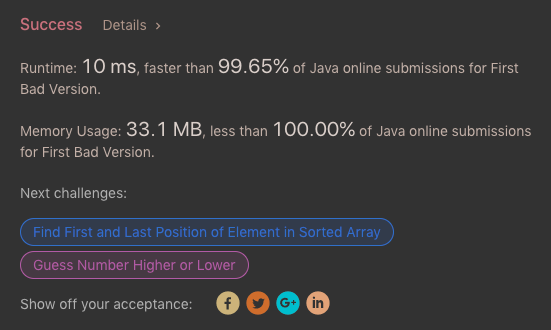 Success Details >
Runtime: 10 ms, faster than 99.65% of Java online submissions for First
Bad Version.
Memory Usage: 33.1 MB, less than 100.00% of Java online submissions
for First Bad Version.
Next challenges:
Find First and Last Position of Element in Sorted Array
Guess Number Higher or Lower
Show off your acceptance: f G+ in